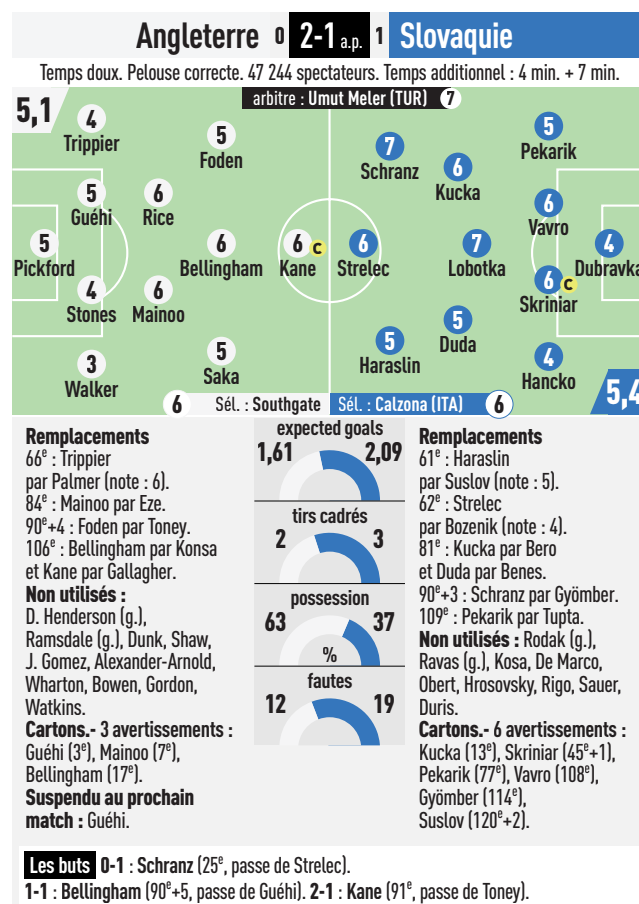 Angleterre 0 2-1 a.p. 1 Slovaquie
Temps doux. Pelouse correcte. 47 244 spectateurs. Temps additionnel : 4 min. + 7 min.
arbitre : Umut Meler (TUR) 7
5,1
4
Trippier
5
Foden
5
Guéhi
6
Rice
5
Pickford
6
Bellingham
6 C
Kane
4
Stones
6
Mainoo
3
Walker
5
Saka
7
Schranz
6
Kucka
5
Pekarik
6
Vavro
6
Strelec
7
Lobotka
4
Dubravka
6 C
Skriniar
5
Haraslin
5
Duda
4
Hancko
5,4
6 Sél. : Southgate
Sél. : Calzona (ITA) 6
Remplacements
66e : Trippier
par Palmer (note : 6).
84e : Mainoo par Eze.
90e+4 : Foden par Toney.
106e : Bellingham par Konsa
et Kane par Gallagher.
Non utilisés :
D. Henderson (g.),
Ramsdale (g.), Dunk, Shaw,
J. Gomez, Alexander-Arnold,
Wharton, Bowen, Gordon,
Watkins.
Cartons.- 3 avertissements :
Guéhi (3e), Mainoo (7e),
Bellingham (17e).
Suspendu au prochain
match : Guéhi.
expected goals
1,61 2,09
tirs cadrés
2 3
possession
63 37
%
fautes
12 19
Remplacements
61e : Haraslin
par Suslov (note : 5).
62e : Strelec
par Bozenik (note : 4).
81e : Kucka par Bero
et Duda par Benes.
90e+3 : Schranz par Gyömber.
109e : Pekarik par Tupta.
Non utilisés : Rodak (g.),
Ravas (g.), Kosa, De Marco,
Obert, Hrosovsky, Rigo, Sauer,
Duris.
Cartons.- 6 avertissements :
Kucka (13e), Skriniar (45e+1),
Pekarik (77e), Vavro (108e),
Gyömber (114e),
Suslov (120e+2).
Les buts 0-1 : Schranz (25e, passe de Strelec).
1-1 : Bellingham (90e+5, passe de Guéhi). 2-1 : Kane (91e, passe de Toney).